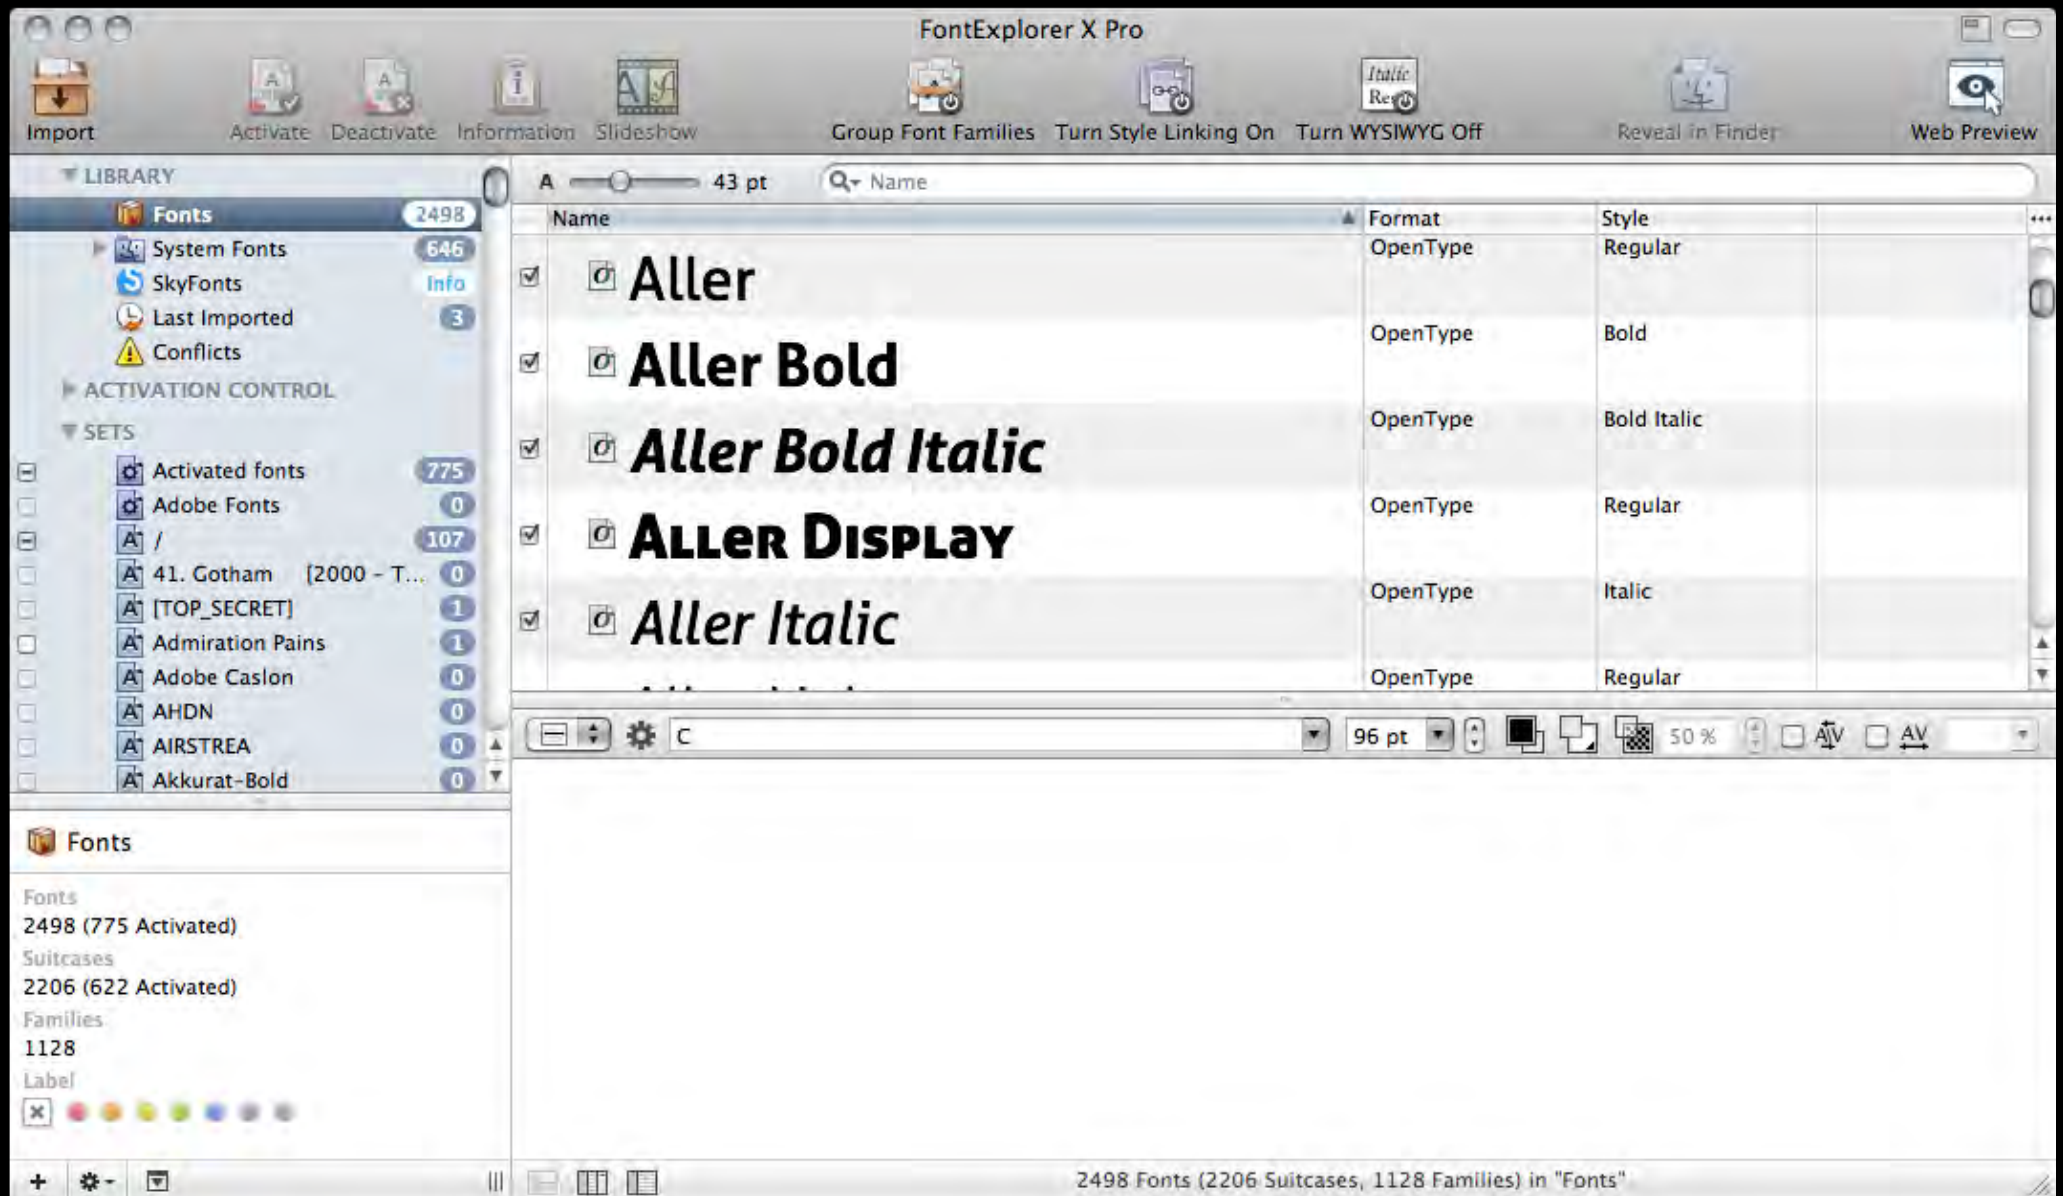 FontExplorer X Pro
Import
Activate
Deactivate
Information
Slideshow
Group Font Families
Turn Style Linking On
Turn WYSIWYG Off
Reveal in Finder
Web Preview
LIBRARY
Fonts 2498
System Fonts 646
SkyFonts Info
Last Imported 3
Conflicts
ACTIVATION CONTROL
SETS
Activated fonts 775
Adobe Fonts 0
/ 107
41. Gotham [2000 - T... 0
[TOP_SECRET] 1
Admiration Pains 1
Adobe Caslon 0
AHDN 0
AIRSTREA 0
Akkurat-Bold 0
Fonts
Fonts
2498 (775 Activated)
Suitcases
2206 (622 Activated)
Families
1128
Label
A 43 pt Name
Name Format Style
Aller OpenType Regular
Aller Bold OpenType Bold
Aller Bold Italic OpenType Bold Italic
Aller Display OpenType Regular
Aller Italic OpenType Italic
OpenType Regular
C 96 pt 50 % AV AV
2498 Fonts (2206 Suitcases, 1128 Families) in "Fonts"